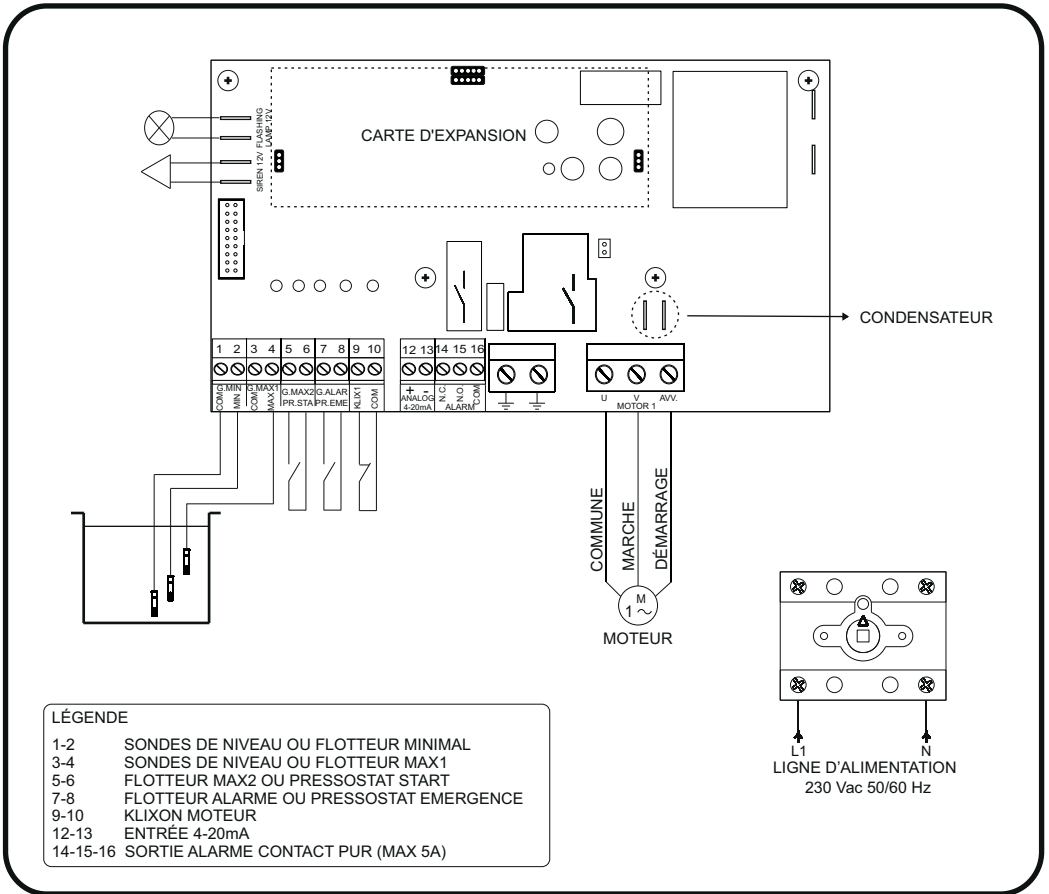 FLASHING
LAMP 12V
SIREN 12V
CARTE D'EXPANSION
CONDENSATEUR
1 2 3 4 5 6 7 8 9 10 12 13 14 15 16
COM
G.MIN
MIN
G.MAX1
COM
MAX1
G.MAX2
PR.STA
G.ALAR
PR.EME
KLIX1
COM
+ -
ANALOG
4-20mA
N.C.
N.O.
COM
ALARM
U V AVV.
MOTOR 1
COMMUNE
MARCHE
DÉMARRAGE
M
1 ~
MOTEUR
L1 N
LIGNE D'ALIMENTATION
230 Vac 50/60 Hz
LÉGENDE
1-2 SONDES DE NIVEAU OU FLOTTEUR MINIMAL
3-4 SONDES DE NIVEAU OU FLOTTEUR MAX1
5-6 FLOTTEUR MAX2 OU PRESSOSTAT START
7-8 FLOTTEUR ALARME OU PRESSOSTAT EMERGENCE
9-10 KLIXON MOTEUR
12-13 ENTRÉE 4-20mA
14-15-16 SORTIE ALARME CONTACT PUR (MAX 5A)